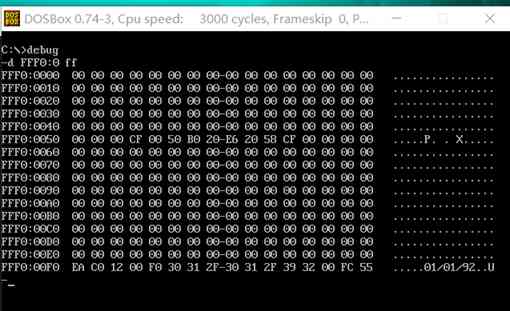 DOS BOX
DOSBox 0.74-3, Cpu speed: 3000 cycles, Frameskip 0, P...
C:\>debug
-d FFF0:0 ff
FFF0:0000 00 00 00 00 00 00 00 00-00 00 00 00 00 00 00 00 ................
FFF0:0010 00 00 00 00 00 00 00 00-00 00 00 00 00 00 00 00 ................
FFF0:0020 00 00 00 00 00 00 00 00-00 00 00 00 00 00 00 00 ................
FFF0:0030 00 00 00 00 00 00 00 00-00 00 00 00 00 00 00 00 ................
FFF0:0040 00 00 00 00 00 00 00 00-00 00 00 00 00 00 00 00 ................
FFF0:0050 00 00 00 CF 00 50 B0 20-E6 20 58 CF 00 00 00 00 .....P. . X.....
FFF0:0060 00 00 00 00 00 00 00 00-00 00 00 00 00 00 00 00 ................
FFF0:0070 00 00 00 00 00 00 00 00-00 00 00 00 00 00 00 00 ................
FFF0:0080 00 00 00 00 00 00 00 00-00 00 00 00 00 00 00 00 ................
FFF0:0090 00 00 00 00 00 00 00 00-00 00 00 00 00 00 00 00 ................
FFF0:00A0 00 00 00 00 00 00 00 00-00 00 00 00 00 00 00 00 ................
FFF0:00B0 00 00 00 00 00 00 00 00-00 00 00 00 00 00 00 00 ................
FFF0:00C0 00 00 00 00 00 00 00 00-00 00 00 00 00 00 00 00 ................
FFF0:00D0 00 00 00 00 00 00 00 00-00 00 00 00 00 00 00 00 ................
FFF0:00E0 00 00 00 00 00 00 00 00-00 00 00 00 00 00 00 00 ................
FFF0:00F0 EA C0 12 00 F0 30 31 2F-30 31 2F 39 32 00 FC 55 .....01/01/92..U
-_